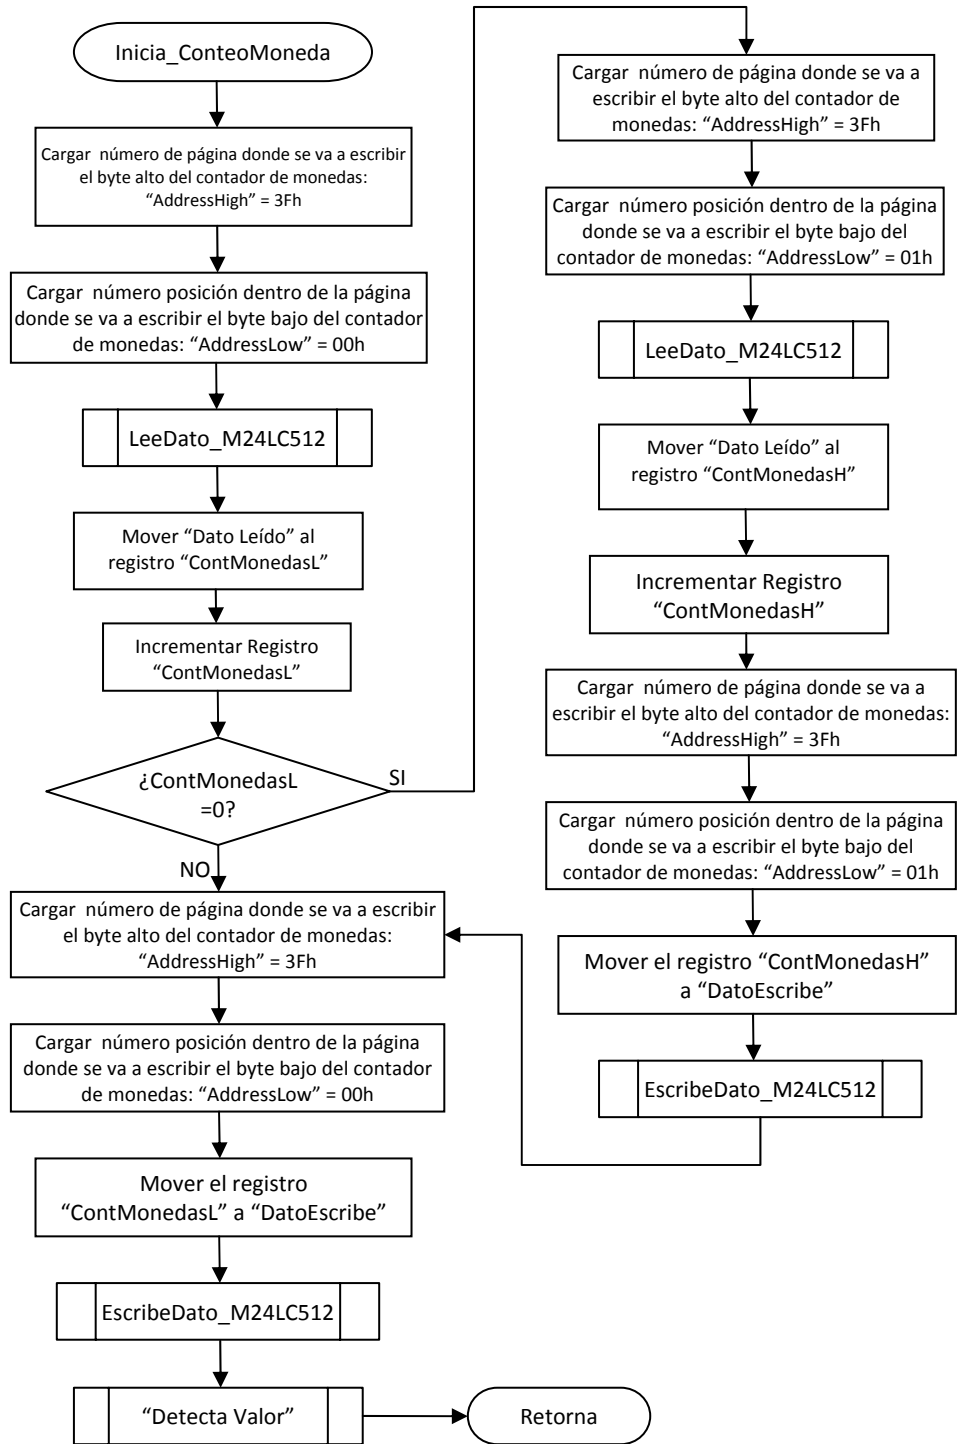 Inicia_ConteoMoneda
Cargar número de página donde se va a escribir
el byte alto del contador de monedas:
“AddressHigh” = 3Fh
Cargar número posición dentro de la página
donde se va a escribir el byte bajo del contador
de monedas: “AddressLow” = 00h
LeeDato_M24LC512
Mover “Dato Leído” al
registro “ContMonedasL”
Incrementar Registro
“ContMonedasL”
¿ContMonedasL
=0?
SI
NO
Cargar número de página donde se va a escribir
el byte alto del contador de monedas:
“AddressHigh” = 3Fh
Cargar número posición dentro de la página
donde se va a escribir el byte bajo del contador
de monedas: “AddressLow” = 00h
Mover el registro
“ContMonedasL” a “DatoEscribe”
EscribeDato_M24LC512
“Detecta Valor”
Retorna
Cargar número de página donde se va a
escribir el byte alto del contador de
monedas: “AddressHigh” = 3Fh
Cargar número posición dentro de la página
donde se va a escribir el byte bajo del
contador de monedas: “AddressLow” = 01h
LeeDato_M24LC512
Mover “Dato Leído” al
registro “ContMonedasH”
Incrementar Registro
“ContMonedasH”
Cargar número de página donde se va a
escribir el byte alto del contador de monedas:
“AddressHigh” = 3Fh
Cargar número posición dentro de la página
donde se va a escribir el byte bajo del
contador de monedas: “AddressLow” = 01h
Mover el registro “ContMonedasH”
a “DatoEscribe”
EscribeDato_M24LC512